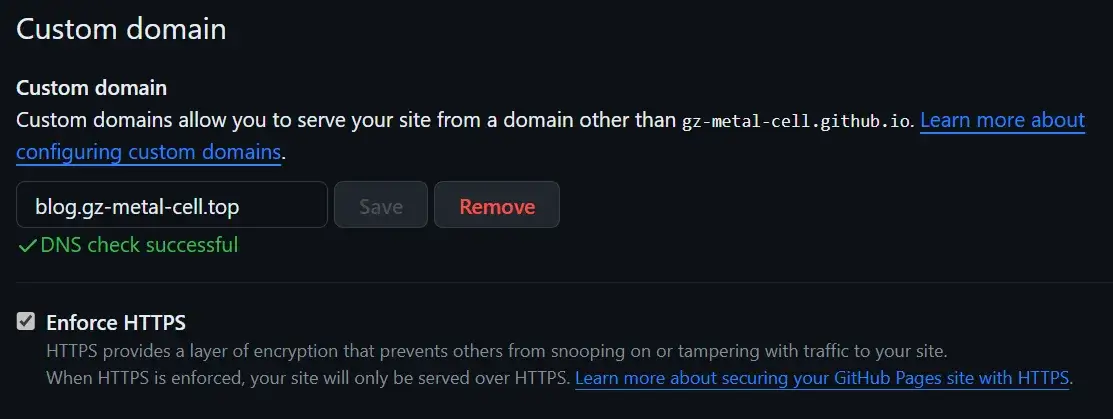 Custom domain
Custom domain
Custom domains allow you to serve your site from a domain other than gz-metal-cell.github.io. Learn more about
configuring custom domains.
blog.gz-metal-cell.top Save Remove
✓DNS check successful
Enforce HTTPS
HTTPS provides a layer of encryption that prevents others from snooping on or tampering with traffic to your site.
When HTTPS is enforced, your site will only be served over HTTPS. Learn more about securing your GitHub Pages site with HTTPS.